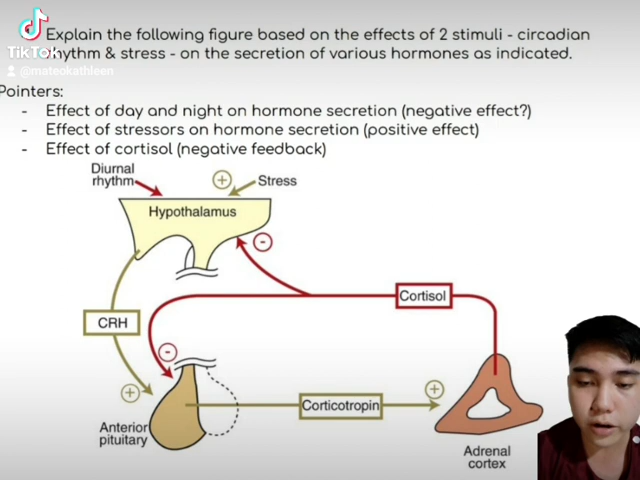 Explain the following figure based on the effects of 2 stimuli - circadian
rhythm & stress - on the secretion of various hormones as indicated.
TikTok
@mateokathleen
Pointers:
- Effect of day and night on hormone secretion (negative effect?)
- Effect of stressors on hormone secretion (positive effect)
- Effect of cortisol (negative feedback)
Diurnal
rhythm
+
Stress
Hypothalamus
-
Cortisol
CRH
-
+
+
Corticotropin
Anterior
pituitary
Adrenal
cortex